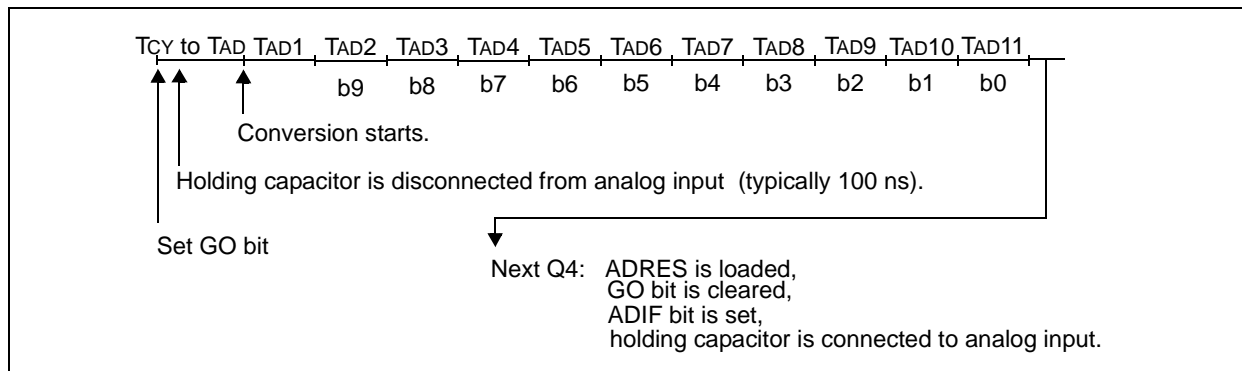 TCY to TAD TAD1 TAD2 TAD3 TAD4 TAD5 TAD6 TAD7 TAD8 TAD9 TAD10 TAD11
b9 b8 b7 b6 b5 b4 b3 b2 b1 b0
Conversion starts.
Holding capacitor is disconnected from analog input (typically 100 ns).
Set GO bit
Next Q4: ADRES is loaded,
GO bit is cleared,
ADIF bit is set,
holding capacitor is connected to analog input.